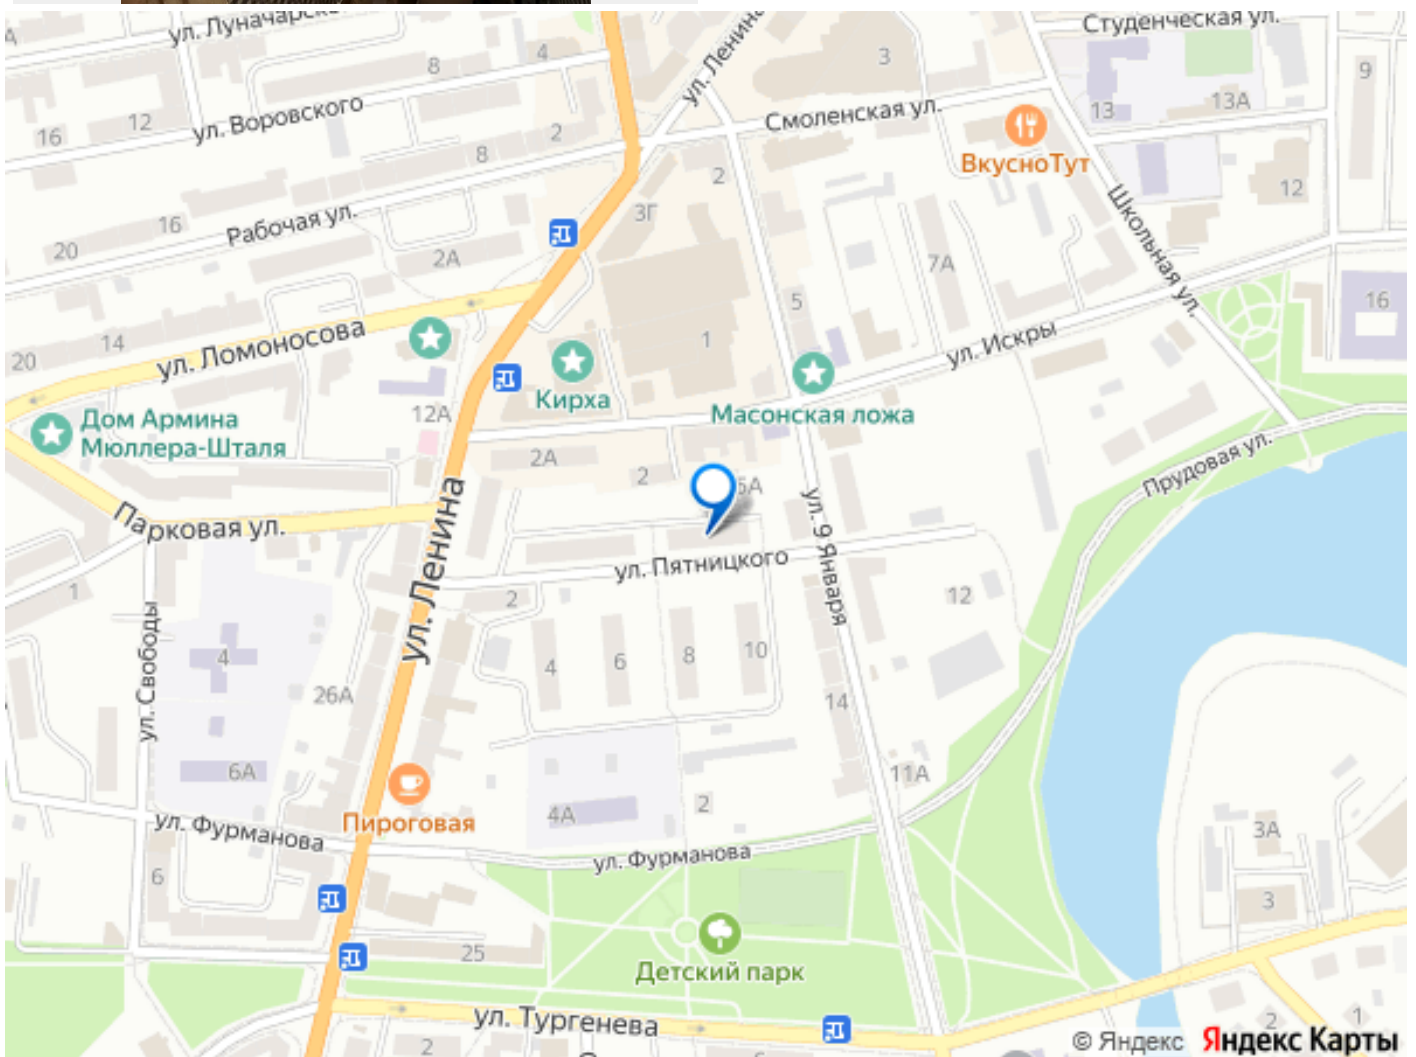 ул. Луначарск
ул. Ленина
Студенческая ул.
4
3
8
9
13
13А
ул. Воровского
Смоленская ул.
16
12
2
8
ВкусноТут
2
12
Школьная ул.
16
3Г
20
Рабочая ул.
2А
7А
5
16
14
ул. Ломоносова
1
ул. Искры
20
Кирха
12А
Масонская ложа
Дом Армина
Мюллера-Шталя
2А
2
5А
Прудовая ул.
Парковая ул.
ул. Ленина
ул. 9 Января
ул. Пятницкого
1
2
12
ул. Свободы
4
4
6
8
10
26А
14
6А
11А
4А
2
Пироговая
ул. Фурманова
ул. Фурманова
3А
6
3
25
Детский парк
ул. Тургенева
2
2
1
2
© Яндекс Яндекс Карты